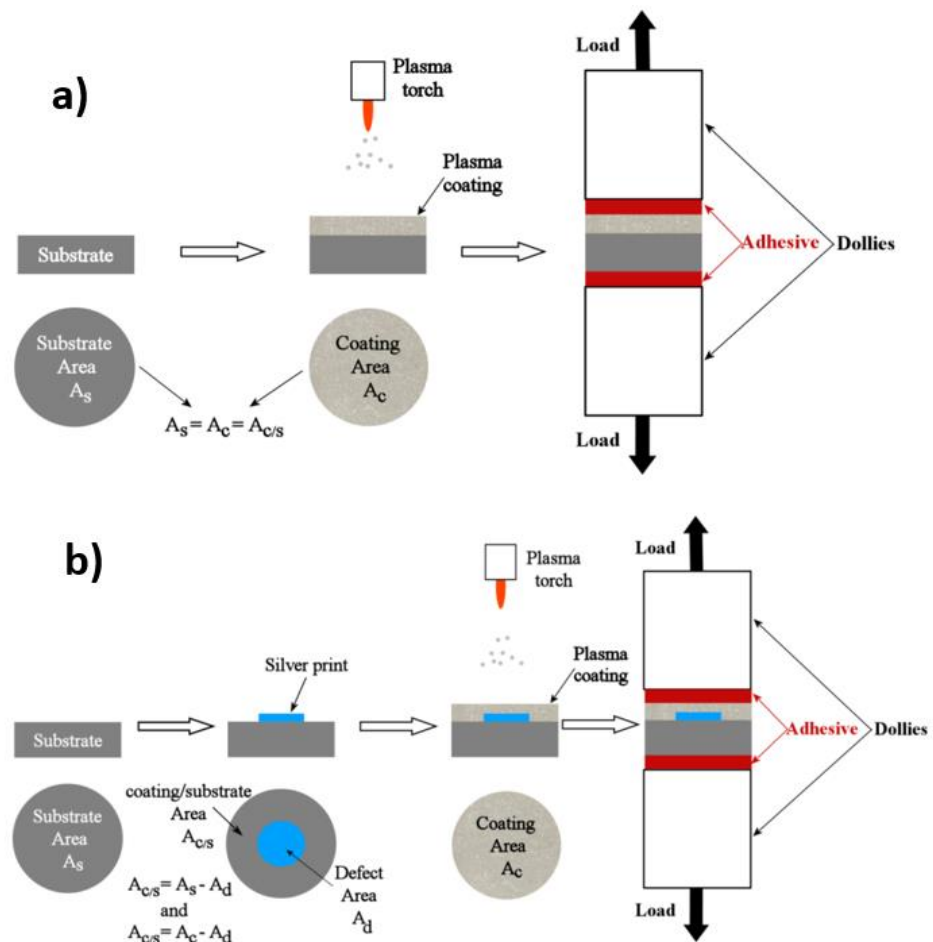 a)
Plasma
torch
Load
Plasma
coating
Substrate
Adhesive
Dollies
Substrate
Area
As
Coating
Area
Ac
As = Ac = Ac/s
Load
b)
Plasma
torch
Load
Silver print
Plasma
coating
Substrate
Adhesive
Dollies
Substrate
Area
As
coating/substrate
Area
Ac/s
Coating
Area
Ac
Defect
Area
Ad
Ac/s= As - Ad
and
Ac/s= Ac - Ad
Load